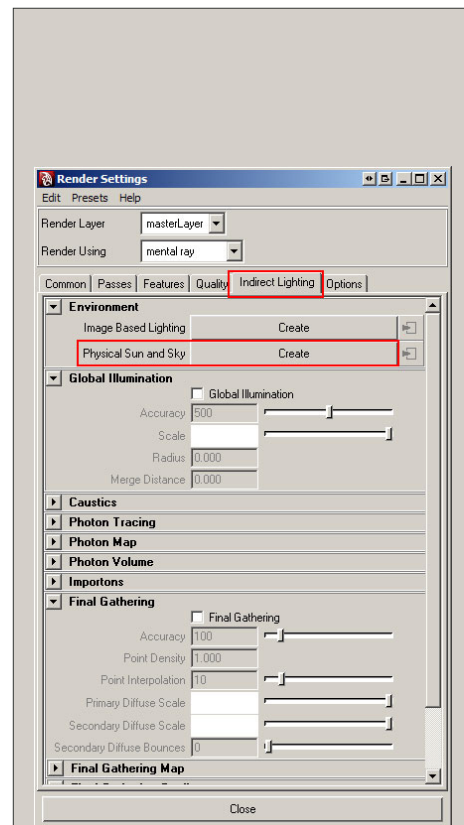 Render Settings
Edit Presets Help
Render Layer masterLayer
Render Using mental ray
Common Passes Features Quality Indirect Lighting Options
Environment
Image Based Lighting Create
Physical Sun and Sky Create
Global Illumination
Global Illumination
Accuracy 500
Scale
Radius 0.000
Merge Distance 0.000
Caustics
Photon Tracing
Photon Map
Photon Volume
Importons
Final Gathering
Final Gathering
Accuracy 100
Point Density 1.000
Point Interpolation 10
Primary Diffuse Scale
Secondary Diffuse Scale
Secondary Diffuse Bounces 0
Final Gathering Map
Close